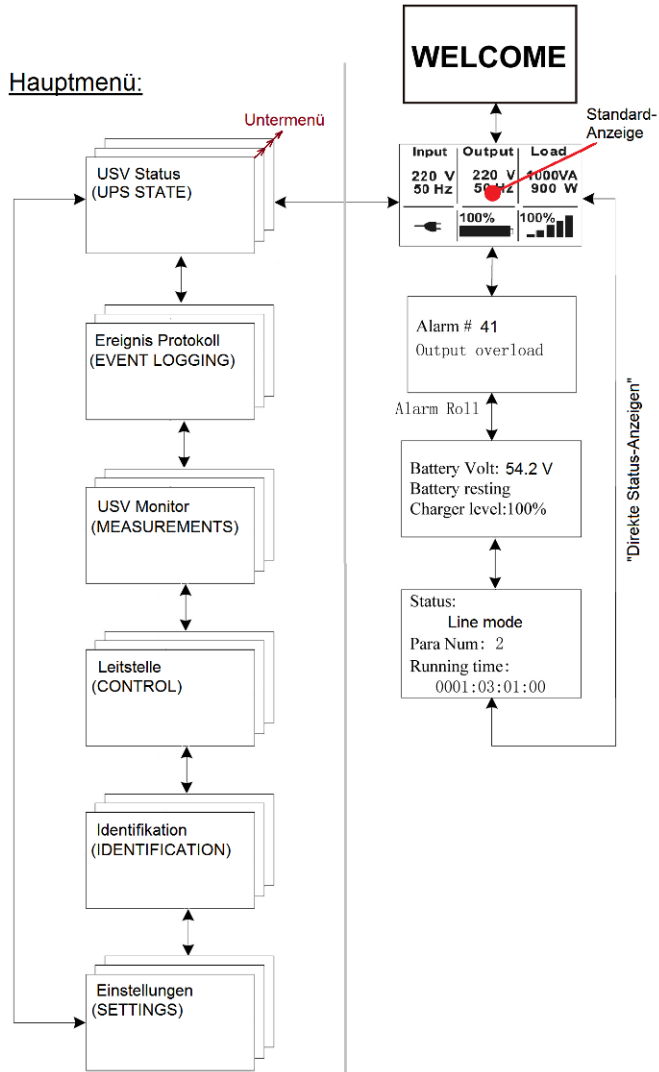 Hauptmenü:
Untermenü
USV Status
(UPS STATE)
Ereignis Protokoll
(EVENT LOGGING)
USV Monitor
(MEASUREMENTS)
Leitstelle
(CONTROL)
Identifikation
(IDENTIFICATION)
Einstellungen
(SETTINGS)
WELCOME
Standard-
Anzeige
Input Output Load
220 V 220 V 1000VA
50 Hz 50 Hz 900 W
100% 100%
Alarm # 41
Output overload
Alarm Roll
Battery Volt: 54.2 V
Battery resting
Charger level:100%
Status:
Line mode
Para Num: 2
Running time:
0001:03:01:00
"Direkte Status-Anzeigen"